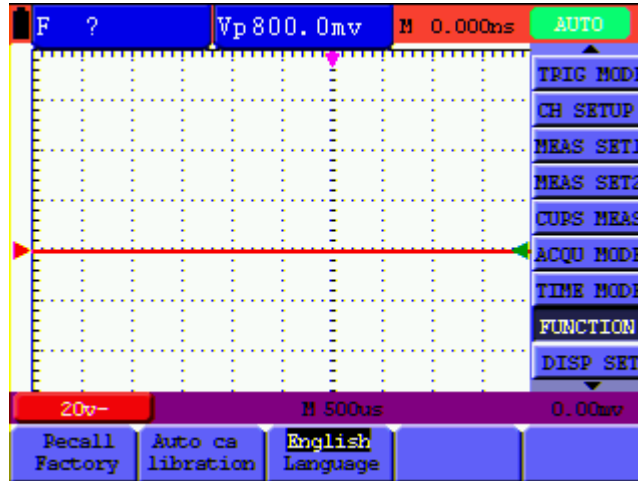 F ? Vp800.0mv M 0.000ns AUTO
TRIG MODE
CH SETUP
MEAS SET1
MEAS SET2
CURS MEAS
ACQU MODE
TIME MODE
FUNCTION
DISP SET
20v- M 500us 0.00mv
Recall Factory
Auto ca libration
English Language